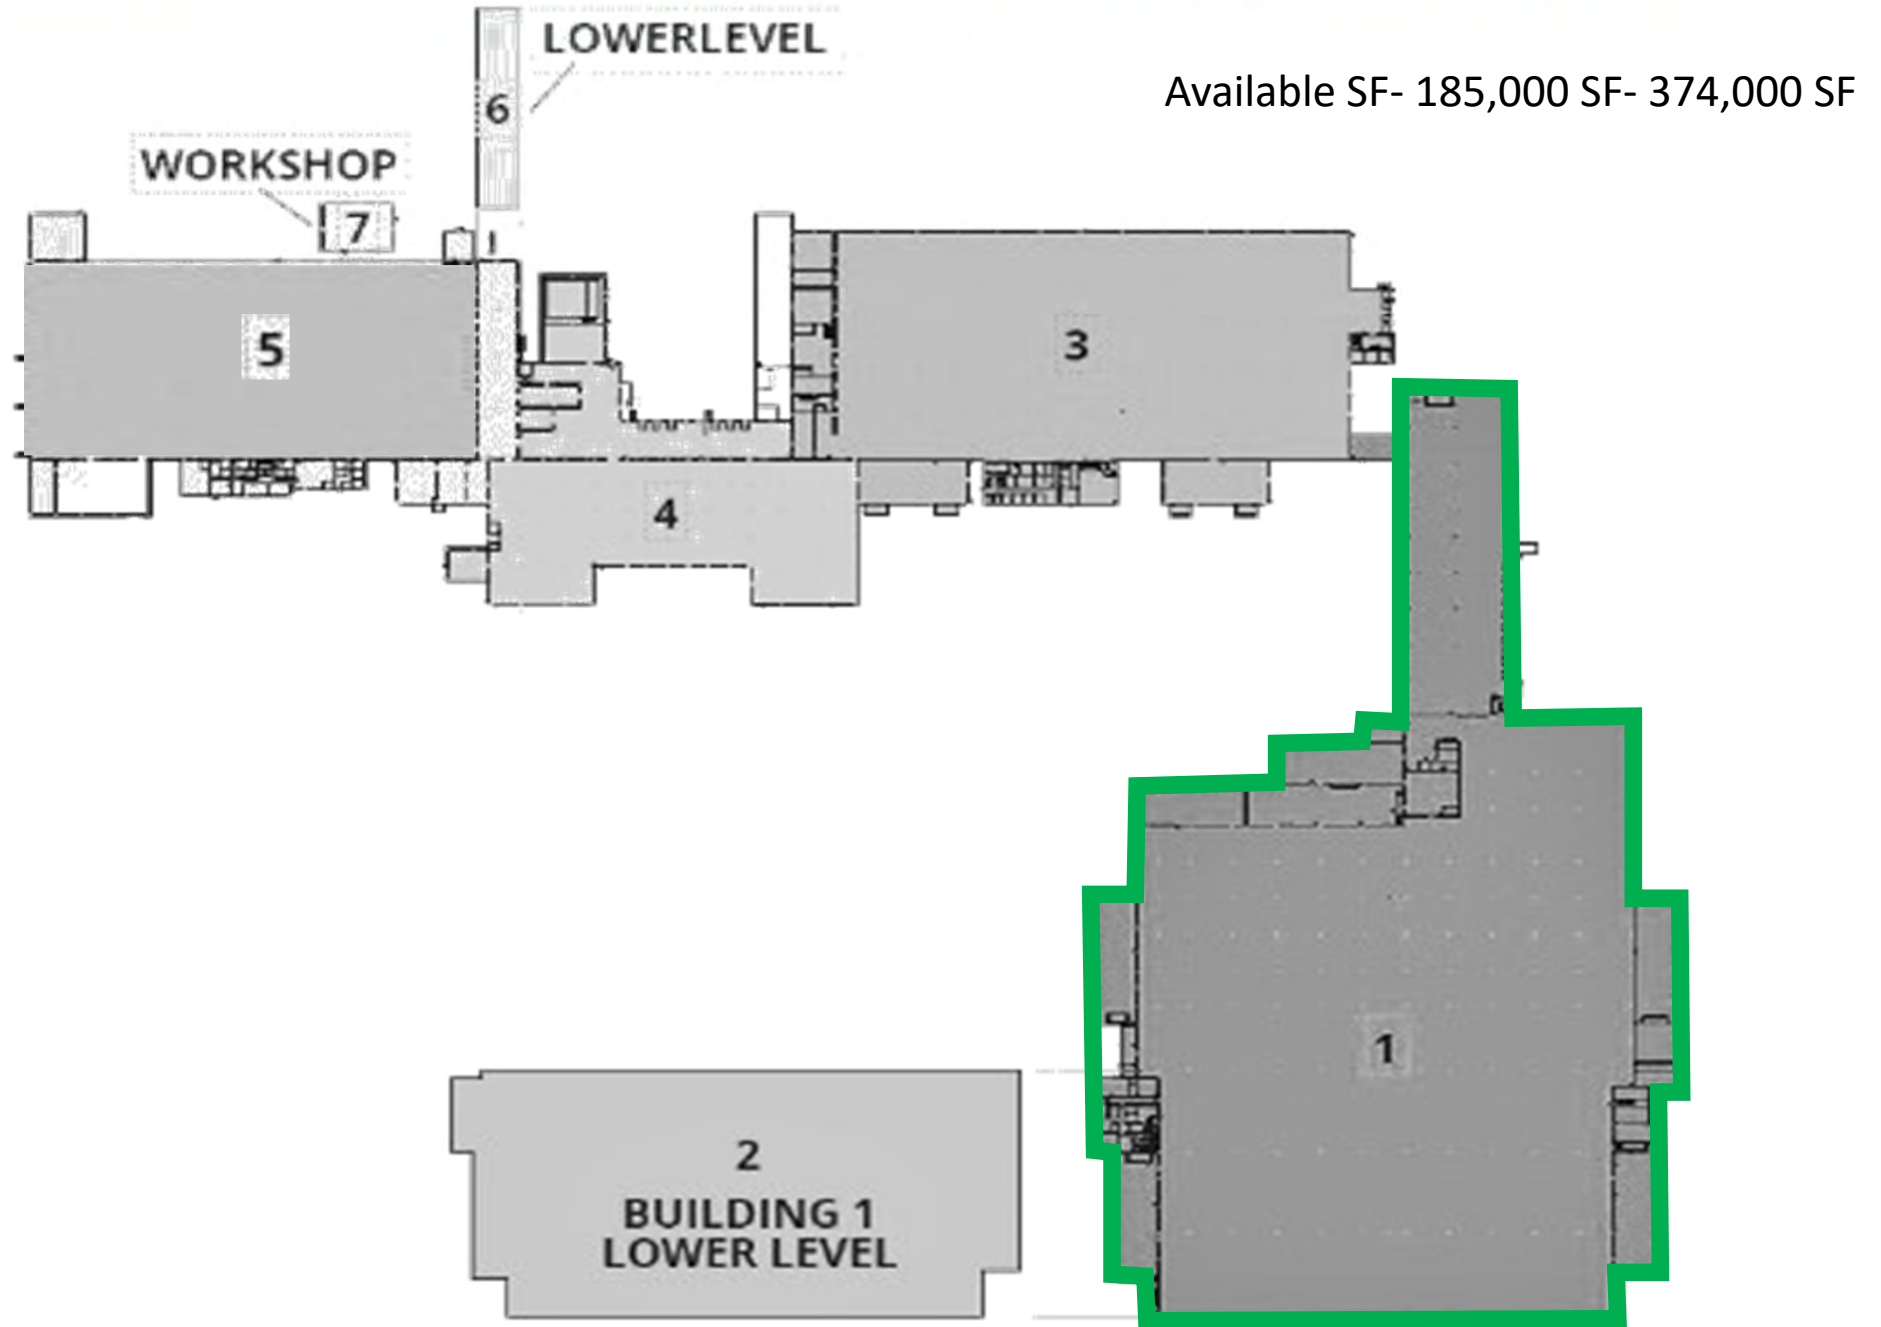 LOWERLEVEL
6
Available SF- 185,000 SF- 374,000 SF
WORKSHOP
7
5
3
4
1
2
BUILDING 1
LOWER LEVEL